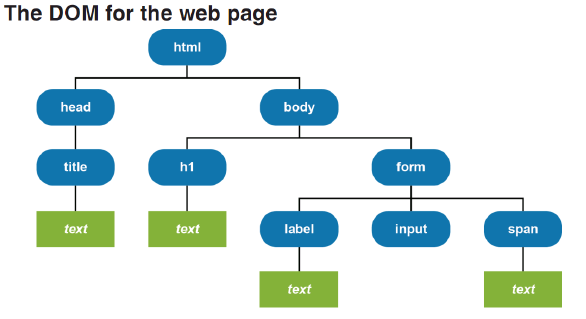 The DOM for the web page
html
head
body
title
h1
form
text
text
label
input
span
text
text